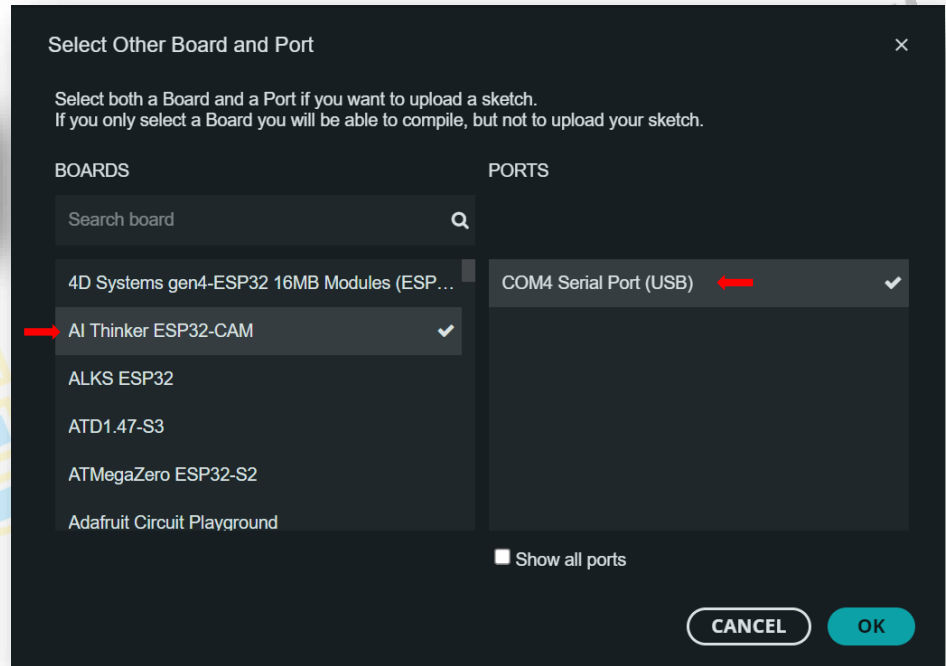 Select Other Board and Port
Select both a Board and a Port if you want to upload a sketch.
If you only select a Board you will be able to compile, but not to upload your sketch.
BOARDS
PORTS
Search board
4D Systems gen4-ESP32 16MB Modules (ESP...
COM4 Serial Port (USB)
AI Thinker ESP32-CAM
ALKS ESP32
ATD1.47-S3
ATMegaZero ESP32-S2
Adafruit Circuit Playground
Show all ports
CANCEL
OK